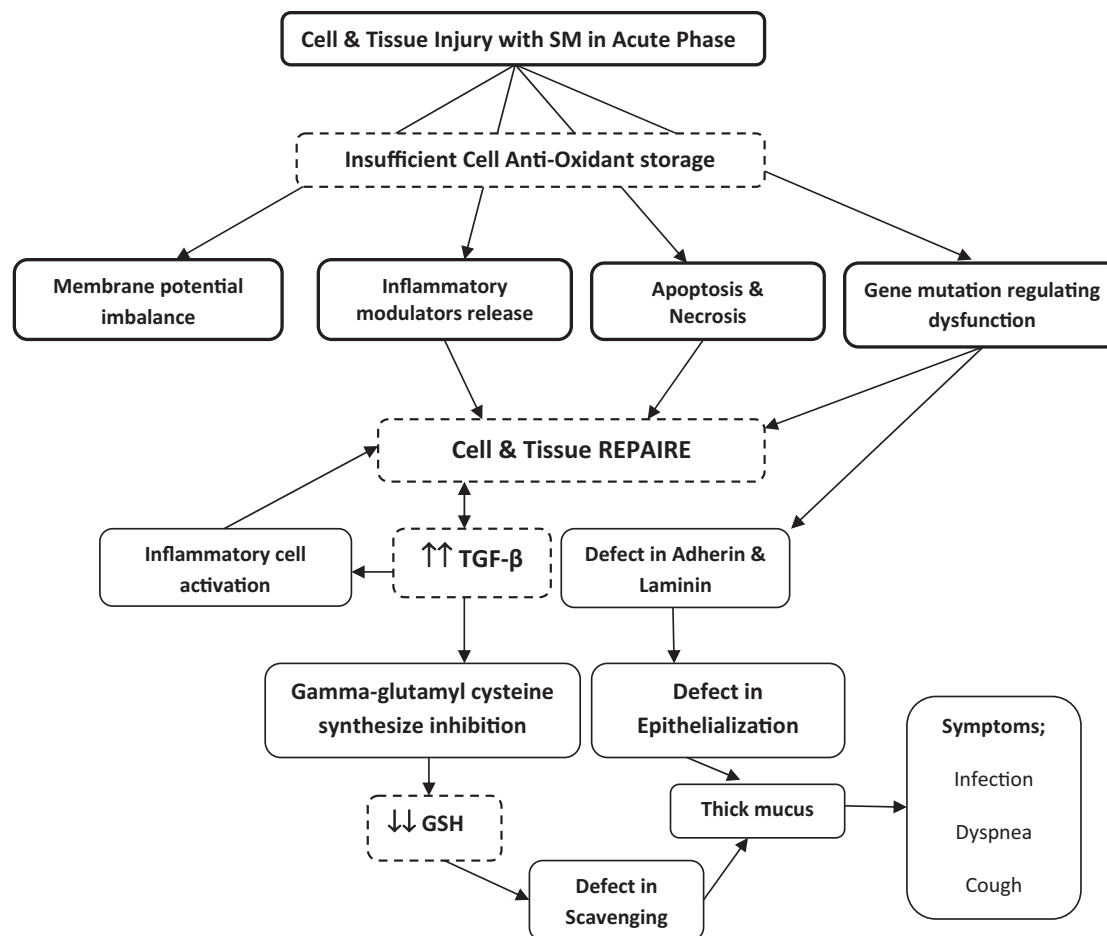 Cell & Tissue Injury with SM in Acute Phase
Insufficient Cell Anti-Oxidant storage
Membrane potential
imbalance
Inflammatory
modulators release
Apoptosis &
Necrosis
Gene mutation regulating
dysfunction
Cell & Tissue REPAIRE
Inflammatory cell
activation
↑↑ TGF-β
Defect in Adherin &
Laminin
Gamma-glutamyl cysteine
synthesize inhibition
Defect in
Epithelialization
Symptoms;
Infection
Dyspnea
Cough
Thick mucus
↓↓ GSH
Defect in
Scavenging